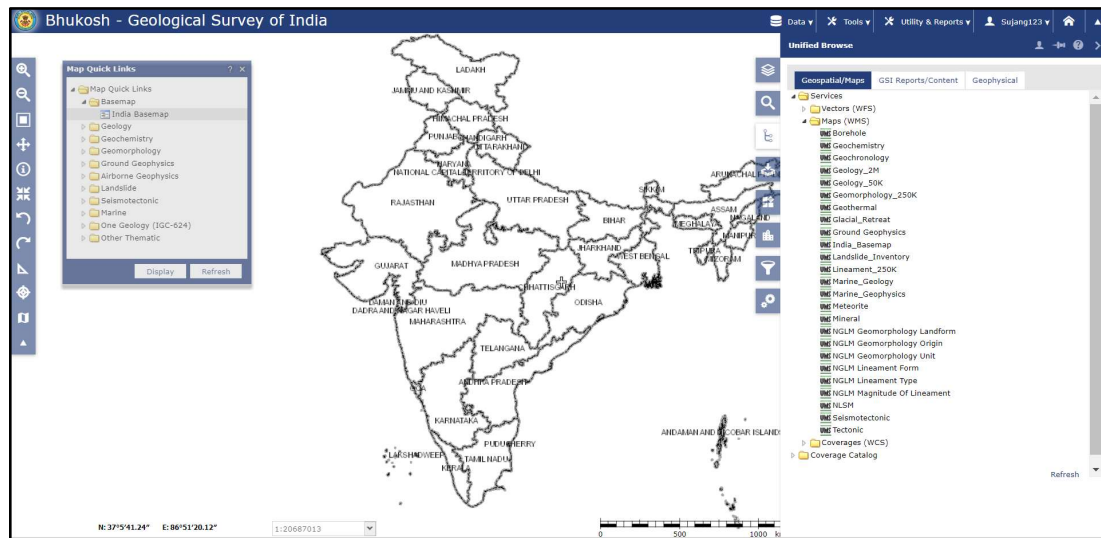 Bhukosh - Geological Survey of India
Data
Tools
Utility & Reports
Sujang123
Unified Browse
Geospatial/Maps
GSI Reports/Content
Geophysical
Services
Vectors (WFS)
Maps (WMS)
Borehole
Geochemistry
Geochronology
Geology_2M
Geology_50K
Geomorphology_250K
Geothermal
Glacial_Retreat
Ground Geophysics
India_Basemap
Landslide_Inventory
Lineament_250K
Marine_Geology
Marine_Geophysics
Meteorite
Mineral
NGLM Geomorphology Landform
NGLM Geomorphology Origin
NGLM Geomorphology Unit
NGLM Lineament Form
NGLM Lineament Type
NGLM Magnitude Of Lineament
NLSM
Seismotectonic
Tectonic
Coverages (WCS)
Coverage Catalog
Refresh
Map Quick Links
Map Quick Links
Basemap
India Basemap
Geology
Geochemistry
Geomorphology
Ground Geophysics
Airborne Geophysics
Landslide
Seismotectonic
Marine
One Geology (IGC-624)
Other Thematic
Display
Refresh
LADAKH
JAMMU AND KASHMIR
HIMACHAL PRADESH
PUNJAB
CHANDIGARH
UTTARAKHAND
HARYANA
NATIONAL CAPITAL TERRITORY OF DELHI
RAJASTHAN
UTTAR PRADESH
SIKKIM
ASSAM
NAGALAND
MEGHALAYA
MANIPUR
BIHAR
TRIPURA
MIZORAM
JHARKHAND
WEST BENGAL
GUJARAT
MADHYA PRADESH
CHHATTISGARH
ODISHA
DAMAN AND DIU
DADRA AND NAGAR HAVELI
MAHARASHTRA
TELANGANA
ANDHRA PRADESH
GOA
KARNATAKA
ANDAMAN AND NICOBAR ISLANDS
PUDUCHERRY
LAKSHADWEEP
TAMIL NADU
KERALA
N: 37°5'41.24" E: 86°51'20.12"
1:20687013
0 500 1000